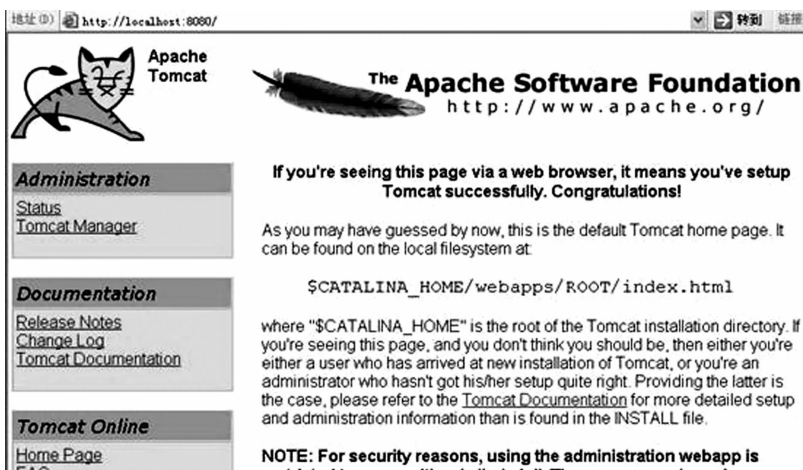 地址(D) http://localhost:8080/ 转到 链接
Apache
Tomcat
The Apache Software Foundation
http://www.apache.org/
Administration
Status
Tomcat Manager
Documentation
Release Notes
Change Log
Tomcat Documentation
Tomcat Online
Home Page
FAQ
If you're seeing this page via a web browser, it means you've setup
Tomcat successfully. Congratulations!
As you may have guessed by now, this is the default Tomcat home page. It
can be found on the local filesystem at:
$CATALINA_HOME/webapps/ROOT/index.html
where "$CATALINA_HOME" is the root of the Tomcat installation directory. If
you're seeing this page, and you don't think you should be, then either you're
either a user who has arrived at new installation of Tomcat, or you're an
administrator who hasn't got his/her setup quite right. Providing the latter is
the case, please refer to the Tomcat Documentation for more detailed setup
and administration information than is found in the INSTALL file.
NOTE: For security reasons, using the administration webapp is